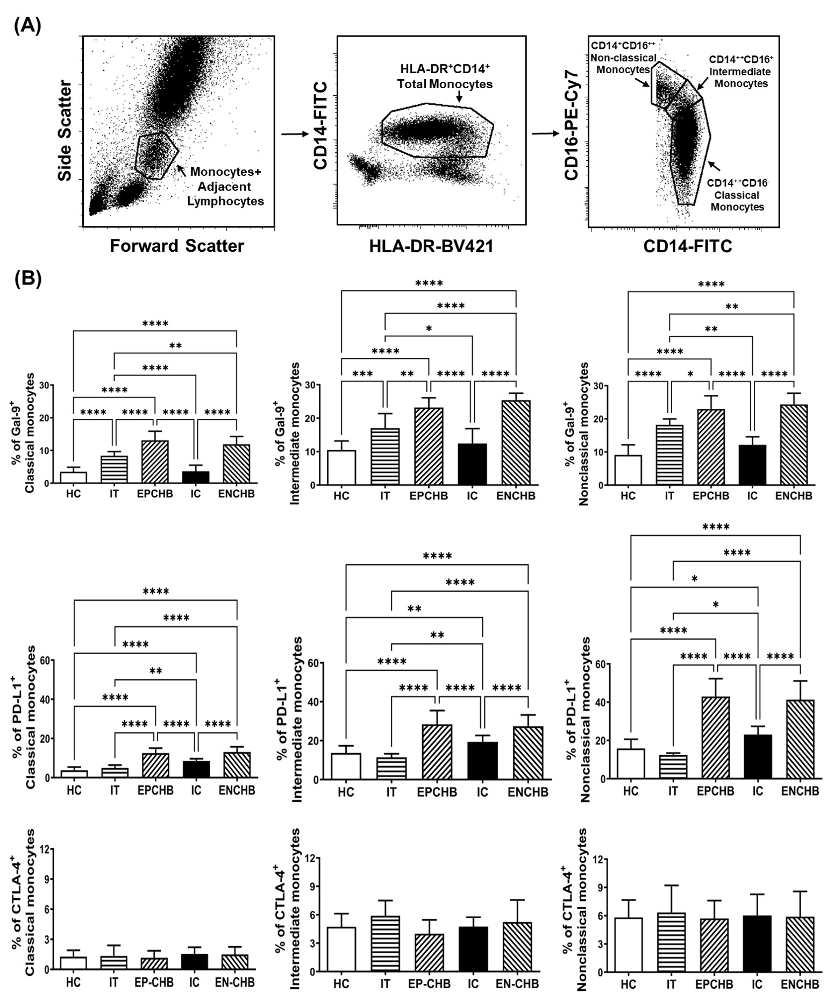 (A)
Side Scatter
Forward Scatter
Monocytes+
Adjacent
Lymphocytes
CD14-FITC
HLA-DR-BV421
HLA-DR⁺CD14⁺
Total Monocytes
CD16-PE-Cy7
CD14-FITC
CD14⁺CD16⁺⁺
Non-classical
Monocytes
CD14⁺⁺CD16⁺
Intermediate
Monocytes
CD14⁺⁺CD16⁻
Classical
Monocytes
(B)
% of Gal-9⁺
Classical monocytes
30
20
10
0
**** 
**
****
****
**** **** **** ****
HC IT EPCHB IC ENCHB
% of Gal-9⁺
Intermediate monocytes
30
20
10
0
****
****
*
****
*** ** **** ****
HC IT EPCHB IC ENCHB
% of Gal-9⁺
Nonclassical monocytes
30
20
10
0
****
**
**
****
**** * **** ****
HC IT EPCHB IC ENCHB
% of PD-L1⁺
Classical monocytes
60
40
20
0
****
****
****
**
****
**** **** ****
HC IT EPCHB IC ENCHB
% of PD-L1⁺
Intermediate monocytes
60
40
20
0
****
****
**
**
****
**** **** ****
HC IT EPCHB IC ENCHB
% of PD-L1⁺
Nonclassical monocytes
60
40
20
0
****
****
*
*
****
**** **** ****
HC IT EPCHB IC ENCHB
% of CTLA-4⁺
Classical monocytes
12
9
6
3
0
HC IT EP-CHB IC EN-CHB
% of CTLA-4⁺
Intermediate monocytes
12
9
6
3
0
HC IT EP-CHB IC EN-CHB
% of CTLA-4⁺
Nonclassical monocytes
12
9
6
3
0
HC IT EPCHB IC ENCHB